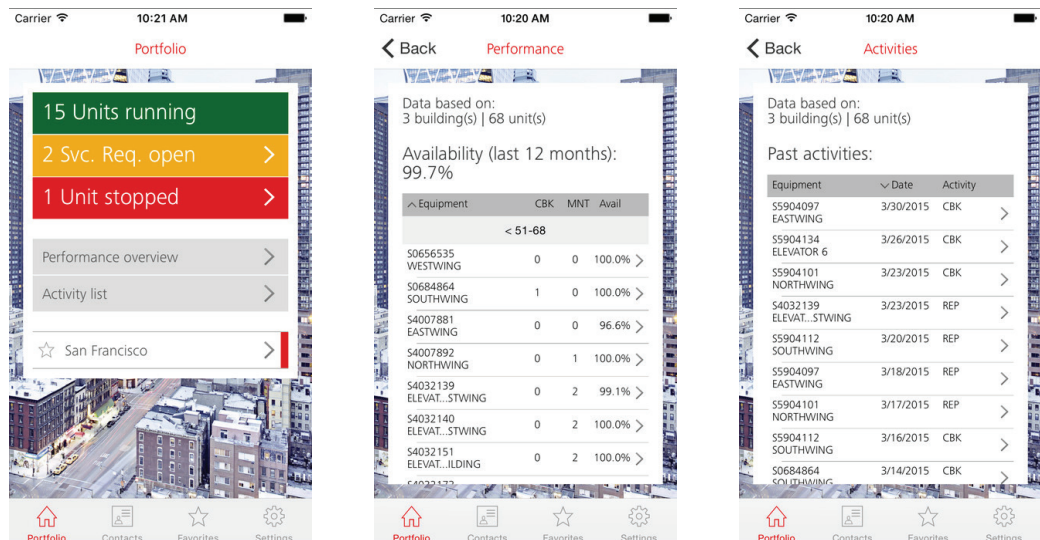 Carrier 10:21 AM
Portfolio
15 Units running
2 Svc. Req. open
1 Unit stopped
Performance overview
Activity list
San Francisco
Portfolio Contacts Favorites Settings
Carrier 10:20 AM
Back Performance
Data based on:
3 building(s) | 68 unit(s)
Availability (last 12 months):
99.7%
Equipment CBK MNT Avail
< 51-68
S0656535
WESTWING 0 0 100.0%
S0684864
SOUTHWING 1 0 100.0%
S4007881
EASTWING 0 0 96.6%
S4007892
NORTHWING 0 1 100.0%
S4032139
ELEVAT...STWING 0 2 99.1%
S4032140
ELEVAT...STWING 0 2 100.0%
S4032151
ELEVAT...ILDING 0 2 100.0%
Portfolio Contacts Favorites Settings
Carrier 10:20 AM
Back Activities
Data based on:
3 building(s) | 68 unit(s)
Past activities:
Equipment Date Activity
S5904097 3/30/2015 CBK
EASTWING
S5904134 3/26/2015 CBK
ELEVATOR 6
S5904101 3/23/2015 CBK
NORTHWING
S4032139 3/23/2015 REP
ELEVAT...STWING
S5904112 3/20/2015 REP
SOUTHWING
S5904097 3/18/2015 REP
EASTWING
S5904101 3/17/2015 REP
NORTHWING
S5904112 3/16/2015 CBK
SOUTHWING
S0684864 3/14/2015 CBK
SOUTHWING
Portfolio Contacts Favorites Settings